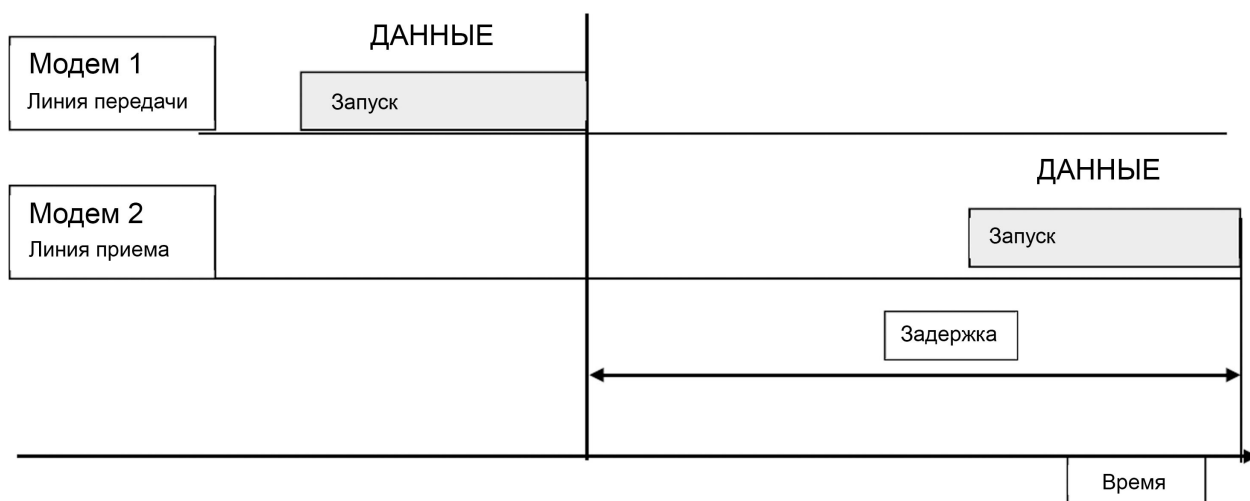 ДАННЫЕ
Модем 1
Линия передачи
Запуск
ДАННЫЕ
Модем 2
Линия приема
Запуск
Задержка
Время